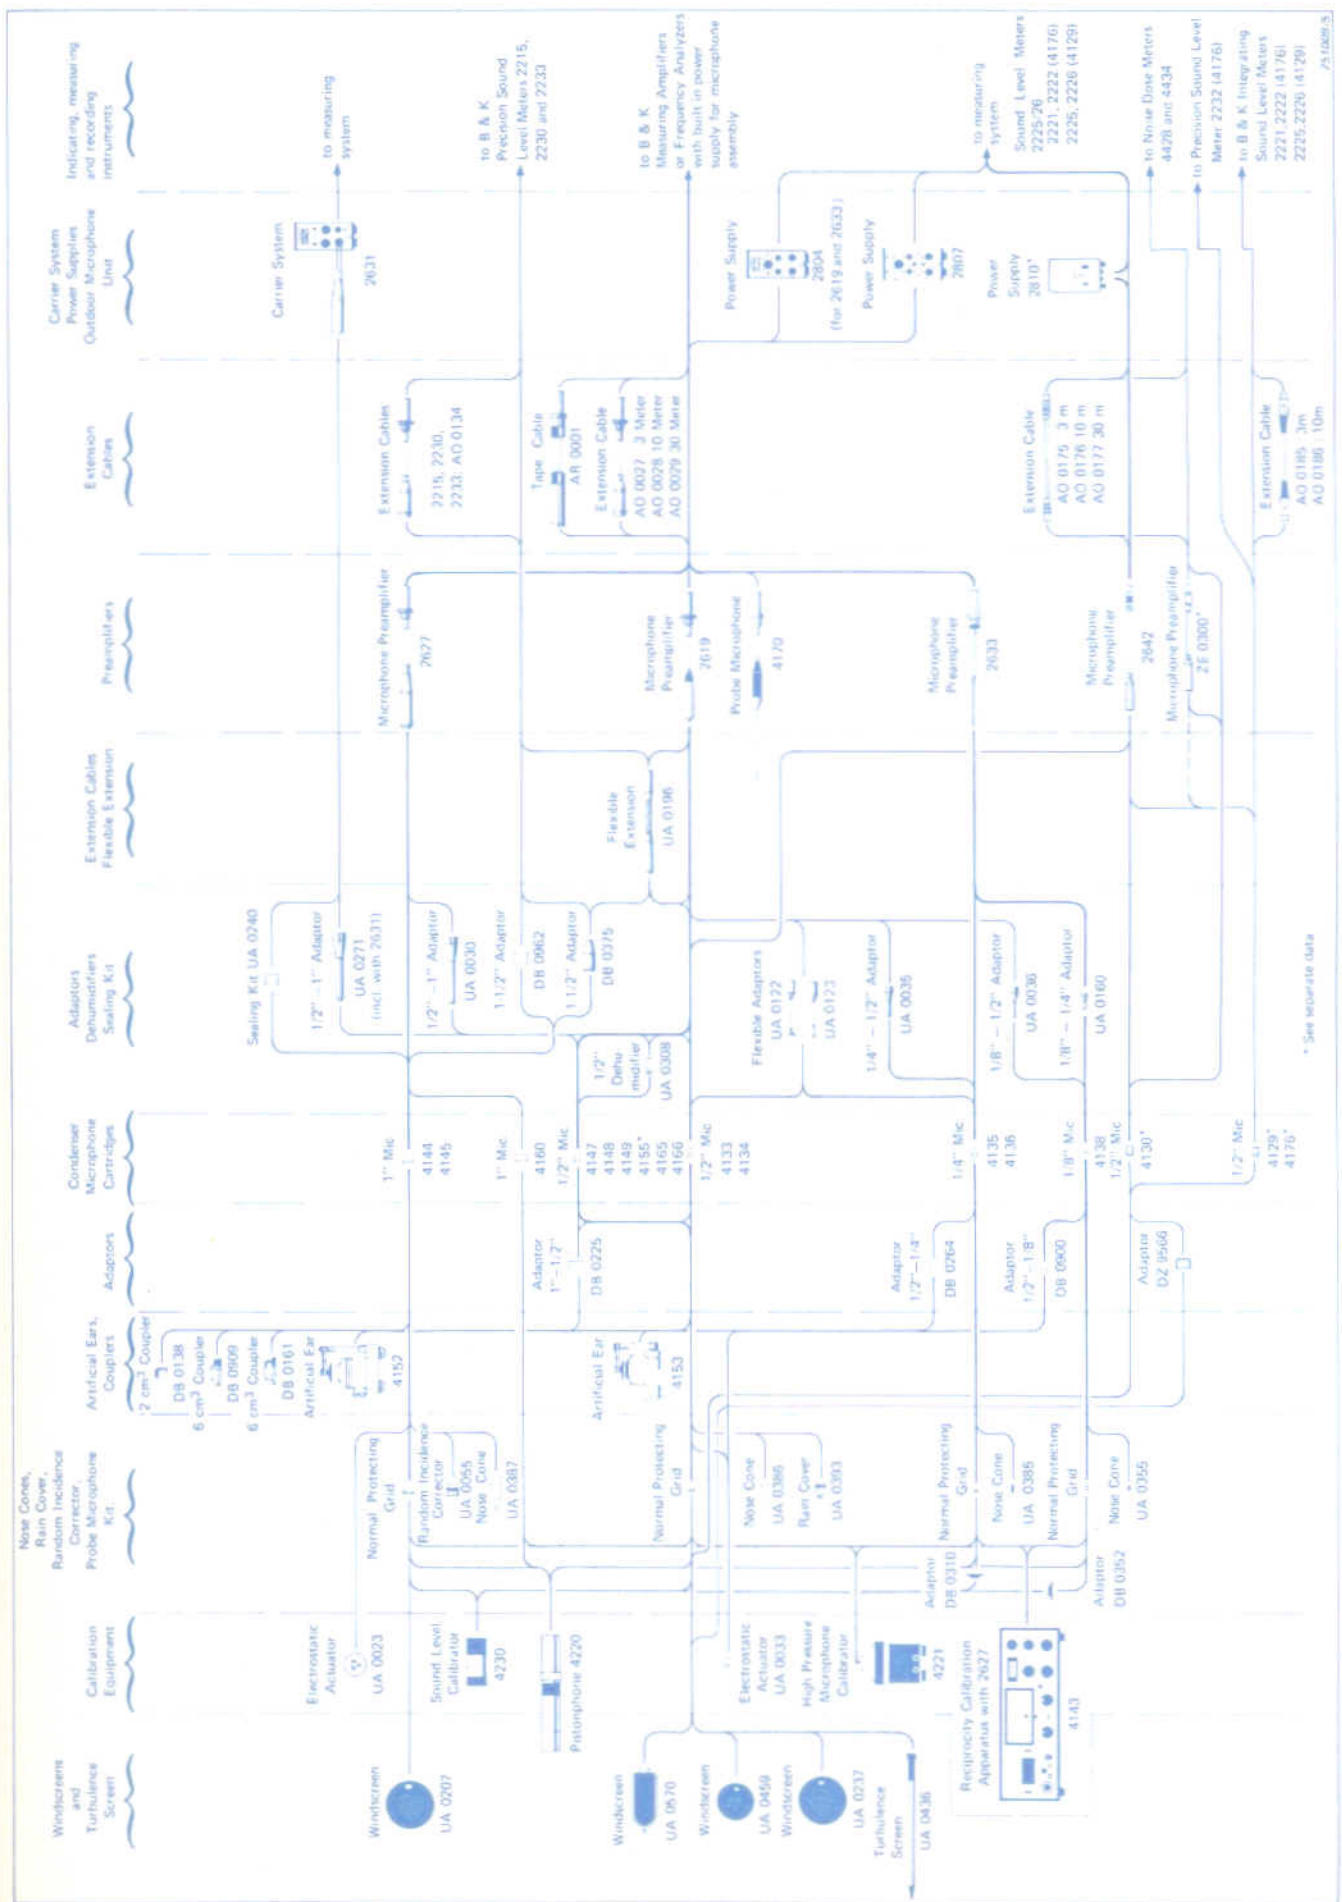 Windscreens
and
Turbulence
Screen
Calibration
Equipment
Nose Cones,
Rain Cover,
Random Incidence
Corrector,
Probe Microphone
Kit
Artificial Ears,
Couplers
Adaptors
Condenser
Microphone
Cartridges
Adaptors
Dehumidifiers
Sealing Kit
Extension Cables
Flexible Extension
Preamplifiers
Extension
Cables
Carrier System
Power Supplies
Outdoor Microphone
Unit
Indicating, measuring
and recording
instruments
Windscreen
UA 0207
Electrostatic
Actuator
UA 0023
Sound Level
Calibrator
4230
Pistonphone 4220
Normal Protecting
Grid
Random Incidence
Corrector
UA 0055
Nose Cone
UA 0387
2 cm³ Coupler
DB 0138
6 cm³ Coupler
DB 0909
6 cm³ Coupler
DB 0161
Artificial Ear
4152
1" Mic
4144
4145
1" Mic
4160
Sealing Kit UA 0240
1/2" – 1" Adaptor
UA 0271
(incl. with 2631)
1/2" – 1" Adaptor
UA 0030
1-1/2" Adaptor
DB 0962
1-1/2" Adaptor
DB 0375
Microphone Preamplifier
2627
Extension Cables
2215, 2230,
2233: AO 0134
Carrier System
2631
to measuring
system
to B & K
Precision Sound
Level Meters 2215,
2230 and 2233
Windscreen
UA 0570
Windscreen
UA 0459
Windscreen
UA 0237
Turbulence
Screen
UA 0436
Electrostatic
Actuator
UA 0033
High Pressure
Microphone
Calibrator
4221
Normal Protecting
Grid
Nose Cone
UA 0386
Rain Cover
UA 0393
Artificial Ear
4153
Adaptor
1"–1/2"
DB 0225
1/2" Mic
4147
4148
4149
4155*
4165
4166
1/2" Mic
4133
4134
1/2"
Dehu
midifier
UA 0308
Flexible Adaptors
UA 0122
UA 0123
Flexible
Extension
UA 0196
Microphone
Preamplifier
2619
Probe Microphone
4170
Tape Cable
AR 0001
Extension Cable
AO 0027 3 Meter
AO 0028 10 Meter
AO 0029 30 Meter
Power Supply
2804
(for 2619 and 2633)
Power Supply
2807
to B & K
Measuring Amplifiers
or Frequency Analyzers
with built in power
supply for microphone
assembly
to measuring
system
Reciprocity Calibration
Apparatus with 2627
4143
Adaptor
DB 0310
Adaptor
DB 0352
Normal Protecting
Grid
Nose Cone
UA 0385
Normal Protecting
Grid
Nose Cone
UA 0355
Adaptor
1/2"–1/4"
DB 0264
Adaptor
1/2"–1/8"
DB 0900
Adaptor
DZ 9566
1/4" Mic
4135
4136
1/8" Mic
4138
1/2" Mic
4130*
1/2" Mic
4129*
4176*
1/4" – 1/2" Adaptor
UA 0035
1/8" – 1/2" Adaptor
UA 0036
1/8" – 1/4" Adaptor
UA 0160
Microphone
Preamplifier
2633
Microphone
Preamplifier
2642
Microphone Preamplifier
ZE 0300*
Extension Cable
AO 0175 3 m
AO 0176 10 m
AO 0177 30 m
Extension Cable
AO 0185 3m
AO 0186 10m
Power
Supply
2810*
Sound Level Meters
2225/26
2221, 2222 (4176)
2225, 2226 (4129)
to Noise Dose Meters
4428 and 4434
to Precision Sound Level
Meter 2232 (4176)
to B & K Integrating
Sound Level Meters
2221, 2222 (4176)
2225, 2226 (4129)
* See separate data